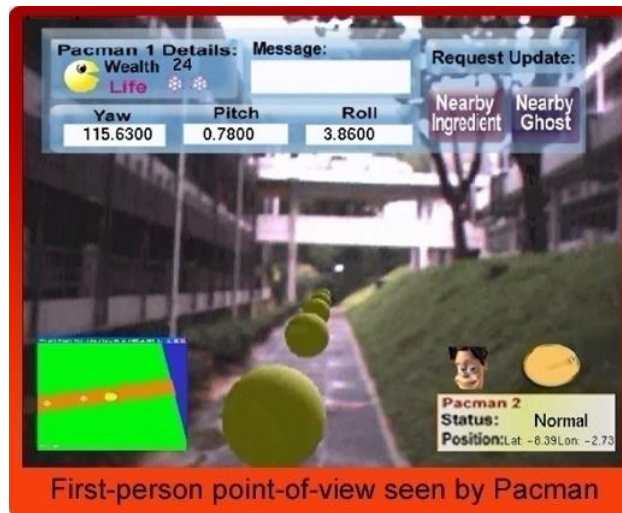 Pacman 1 Details:
Wealth 24
Life
Message:
Request Update:
Nearby Ingredient
Nearby Ghost
Yaw Pitch Roll
115.6300 0.7800 3.8600
Pacman 2
Status: Normal
Position:Lat: -8.39Lon: -2.73
First-person point-of-view seen by Pacman